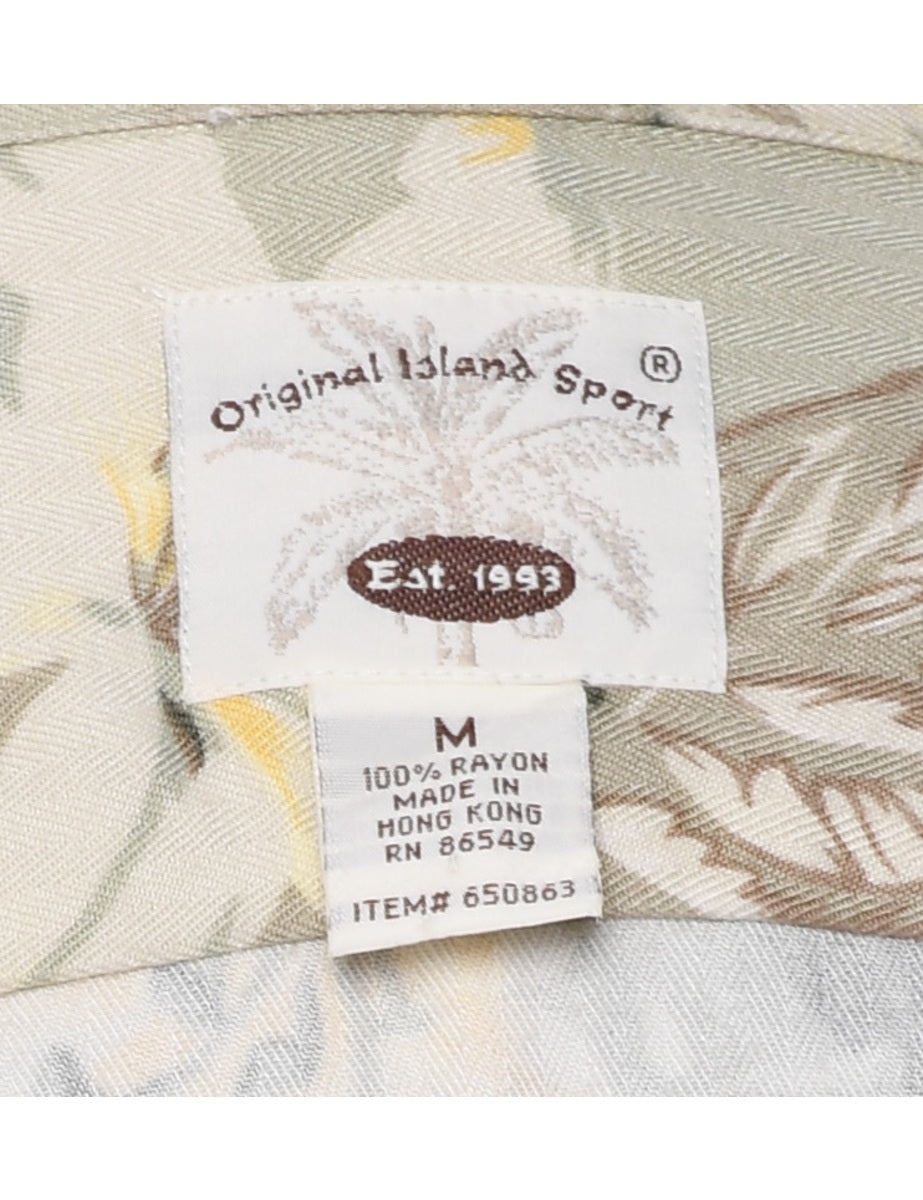 Original Island Sport ®
Est. 1993
M
100% RAYON
MADE IN
HONG KONG
RN 86549
ITEM# 650863